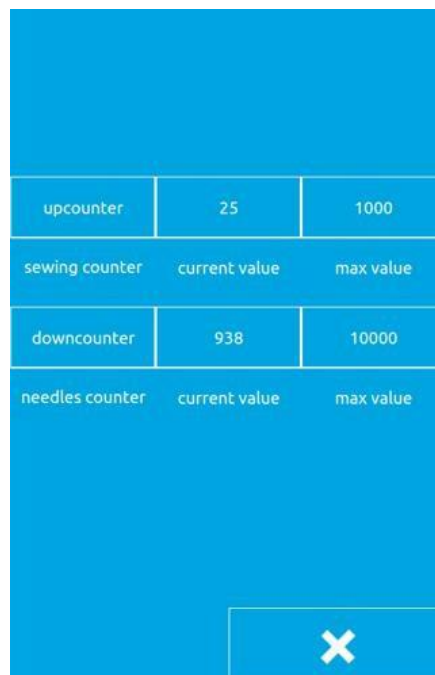 upcounter 25 1000
sewing counter current value max value
downcounter 938 10000
needles counter current value max value